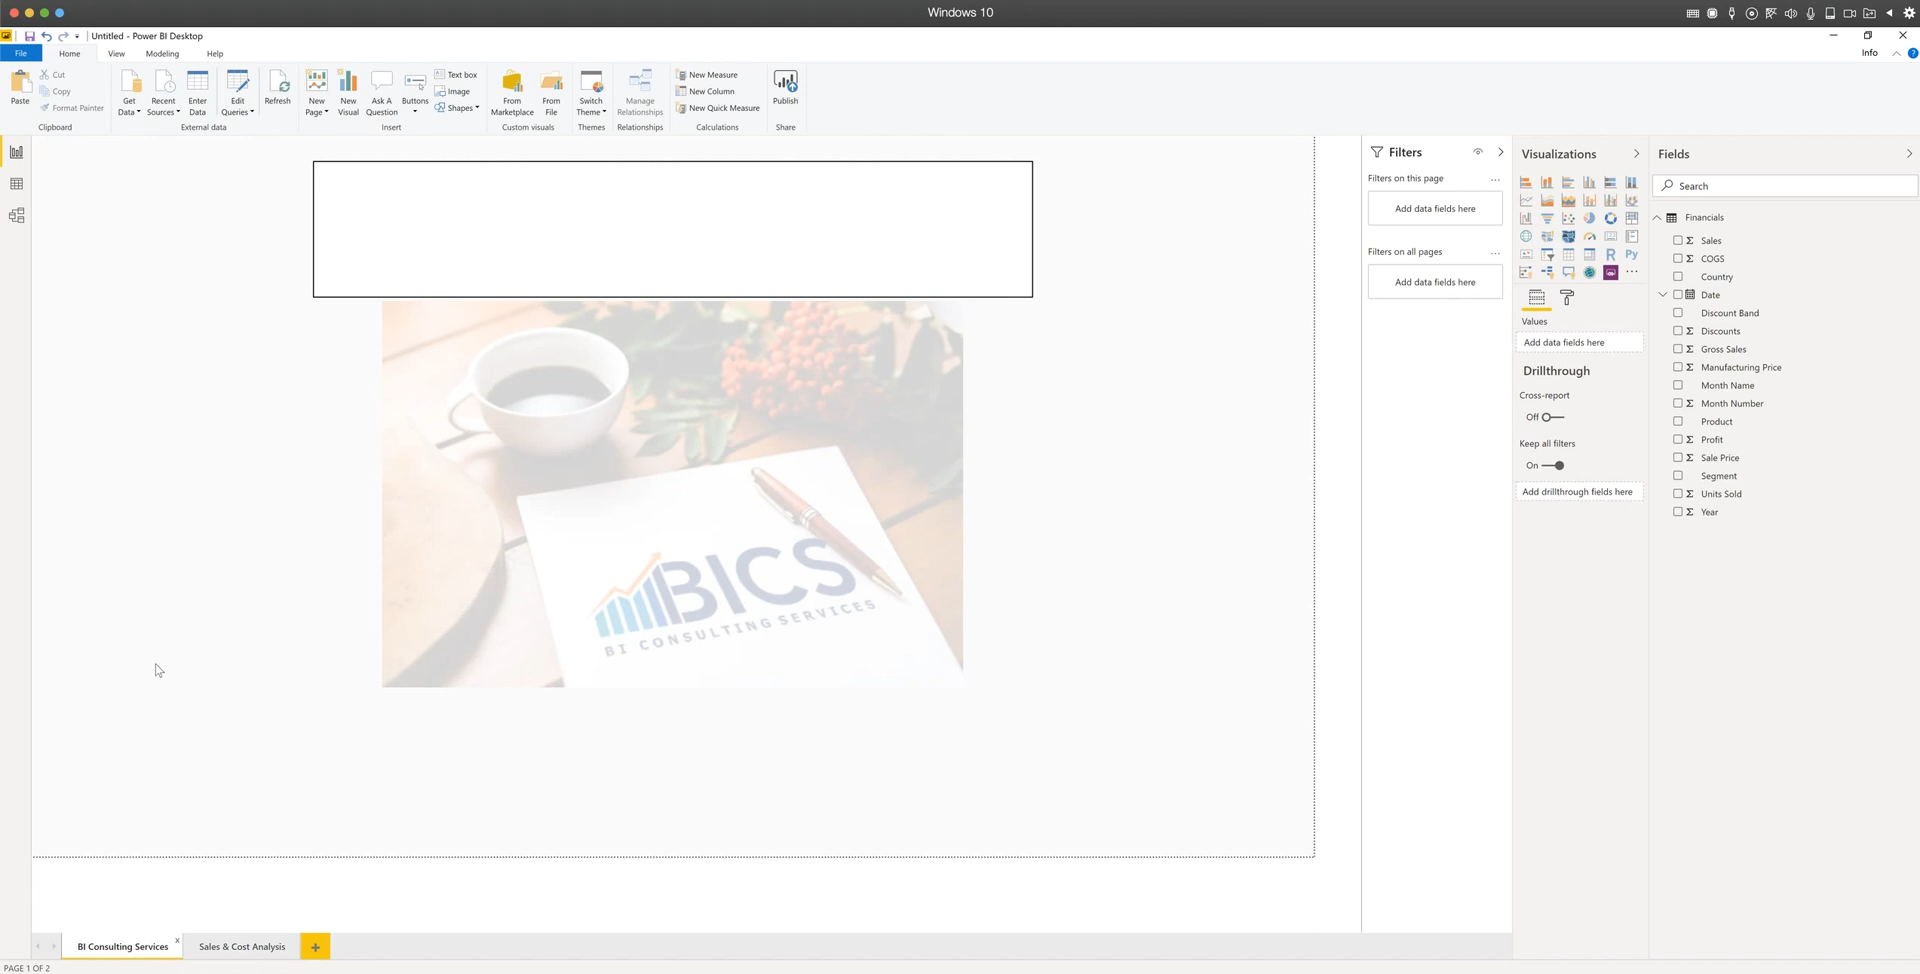 Windows 10
Untitled - Power BI Desktop
File Home View Modeling Help
Info
Paste
Cut
Copy
Format Painter
Clipboard
Get Data
Recent Sources
Enter Data
Edit Queries
Refresh
External data
New Page
New Visual
Ask A Question
Buttons
Text box
Image
Shapes
Insert
From Marketplace
From File
Custom visuals
Switch Theme
Themes
Manage Relationships
Relationships
New Measure
New Column
New Quick Measure
Calculations
Publish
Share
BICS
BI CONSULTING SERVICES
Filters
Filters on this page ...
Add data fields here
Filters on all pages ...
Add data fields here
Visualizations
R Py
Values
Add data fields here
Drillthrough
Cross-report
Off
Keep all filters
On
Add drillthrough fields here
Fields
Search
Financials
Σ Sales
Σ COGS
Country
Date
Discount Band
Σ Discounts
Σ Gross Sales
Σ Manufacturing Price
Month Name
Σ Month Number
Product
Σ Profit
Σ Sale Price
Segment
Σ Units Sold
Σ Year
BI Consulting Services x
Sales & Cost Analysis
+
PAGE 1 OF 2